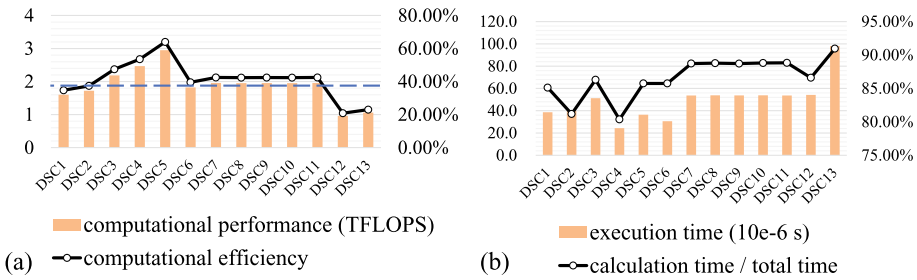 4
3
2
1
0
80.00%
60.00%
40.00%
20.00%
0.00%
DSC1
DSC2
DSC3
DSC4
DSC5
DSC6
DSC7
DSC8
DSC9
DSC10
DSC11
DSC12
DSC13
computational performance (TFLOPS)
computational efficiency
(a)
120.0
100.0
80.0
60.0
40.0
20.0
0.0
95.00%
90.00%
85.00%
80.00%
75.00%
DSC1
DSC2
DSC3
DSC4
DSC5
DSC6
DSC7
DSC8
DSC9
DSC10
DSC11
DSC12
DSC13
execution time (10e-6 s)
calculation time / total time
(b)